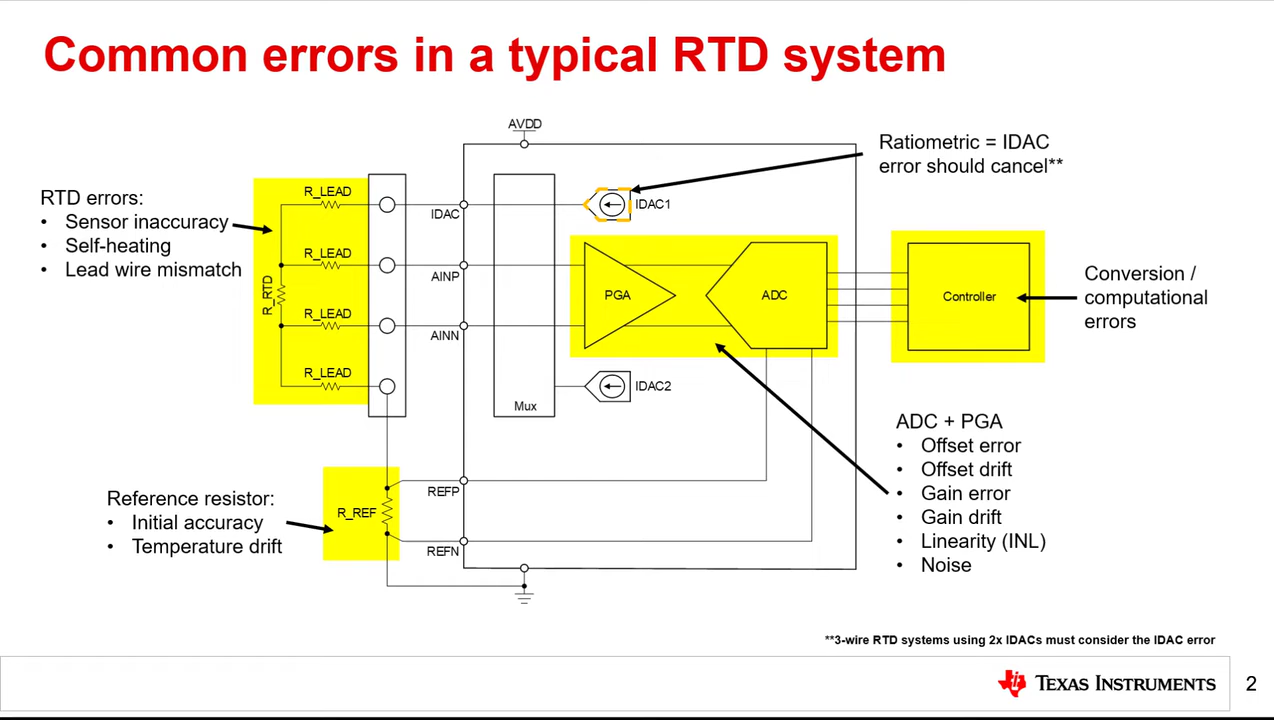 Common errors in a typical RTD system
AVDD
Ratiometric = IDAC
error should cancel**
RTD errors:
• Sensor inaccuracy
• Self-heating
• Lead wire mismatch
R_LEAD
R_LEAD
R_RTD
R_LEAD
R_LEAD
IDAC
AINP
AINN
IDAC1
PGA
ADC
IDAC2
Mux
Controller
Conversion /
computational
errors
ADC + PGA
• Offset error
• Offset drift
• Gain error
• Gain drift
• Linearity (INL)
• Noise
Reference resistor:
• Initial accuracy
• Temperature drift
R_REF
REFP
REFN
**3-wire RTD systems using 2x IDACs must consider the IDAC error
TEXAS INSTRUMENTS
2